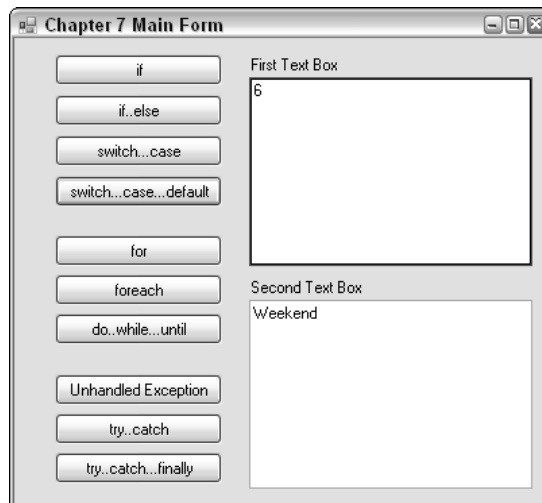 Chapter 7 Main Form
if
if..else
switch...case
switch...case...default
for
foreach
do..while...until
Unhandled Exception
try..catch
try..catch...finally
First Text Box
6
Second Text Box
Weekend